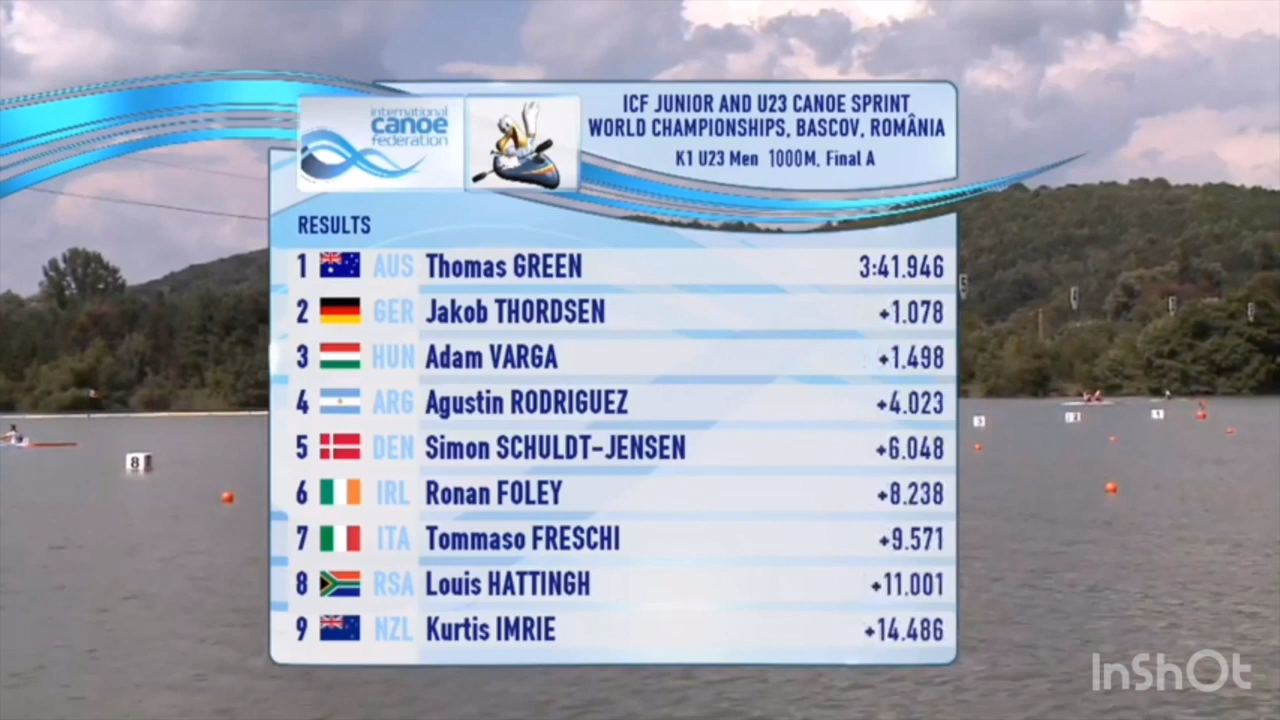 international
canoe
federation
ICF JUNIOR AND U23 CANOE SPRINT
WORLD CHAMPIONSHIPS, BASCOV, ROMÂNIA
K1 U23 Men 1000M, Final A
RESULTS
1 AUS Thomas GREEN 3:41.946
2 GER Jakob THORDSEN +1.078
3 HUN Adam VARGA +1.498
4 ARG Agustin RODRIGUEZ +4.023
5 DEN Simon SCHULDT-JENSEN +6.048
6 IRL Ronan FOLEY +8.238
7 ITA Tommaso FRESCHI +9.571
8 RSA Louis HATTINGH +11.001
9 NZL Kurtis IMRIE +14.486
5
3
2
1
8
InShOt